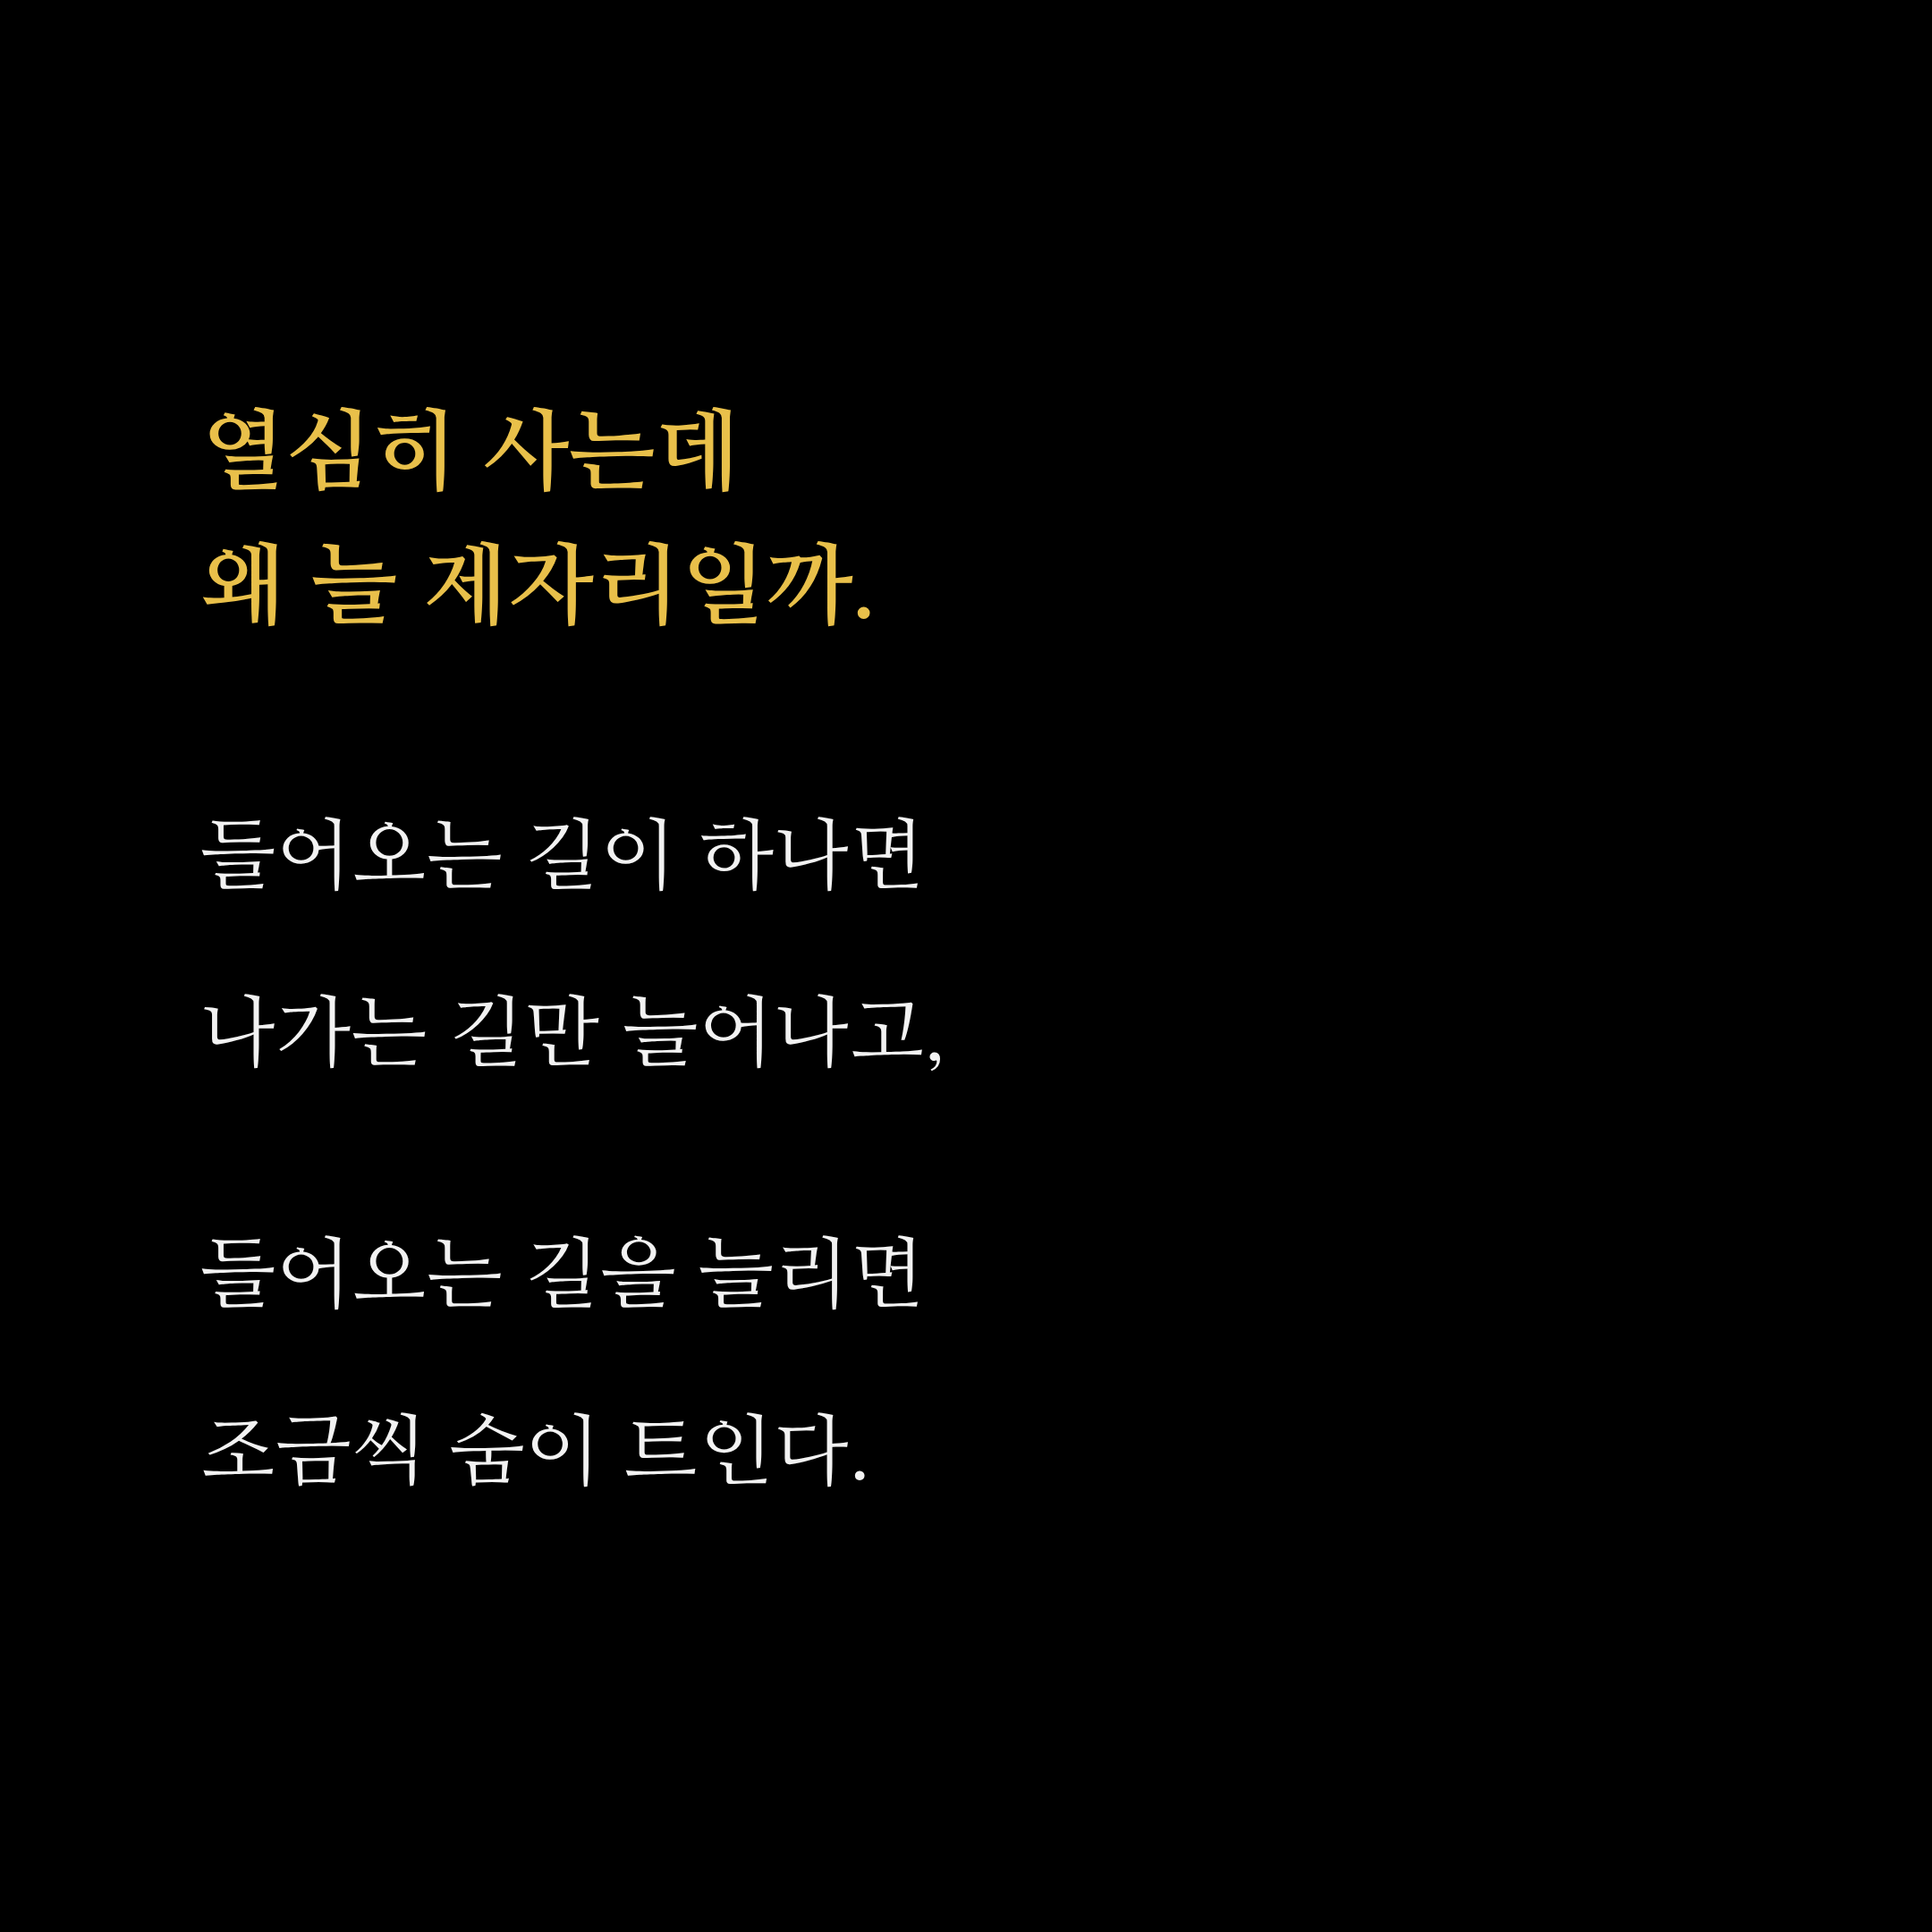 열심히 사는데
왜 늘 제자리일까.
들어오는 길이 하나면
나가는 길만 늘어나고,
들어오는 길을 늘리면
조금씩 숨이 트인다.